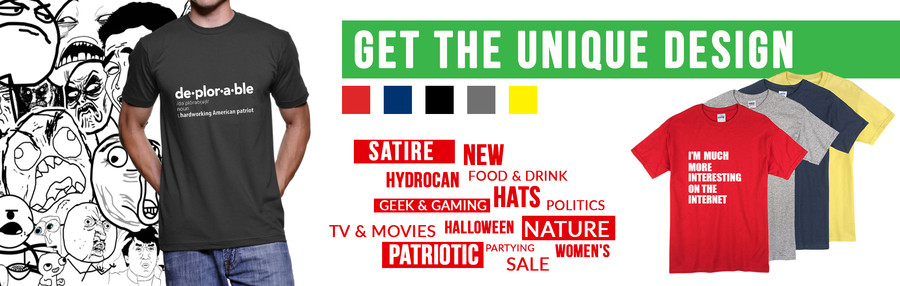 de•plor•a•ble
noun
: hardworking American patriot
GET THE UNIQUE DESIGN
SATIRE
NEW
HYDROCAN
FOOD & DRINK
GEEK & GAMING
HATS
POLITICS
TV & MOVIES
HALLOWEEN
NATURE
PATRIOTIC
PARTYING
WOMEN'S
SALE
I'M MUCH
MORE
INTERESTING
ON THE
INTERNET